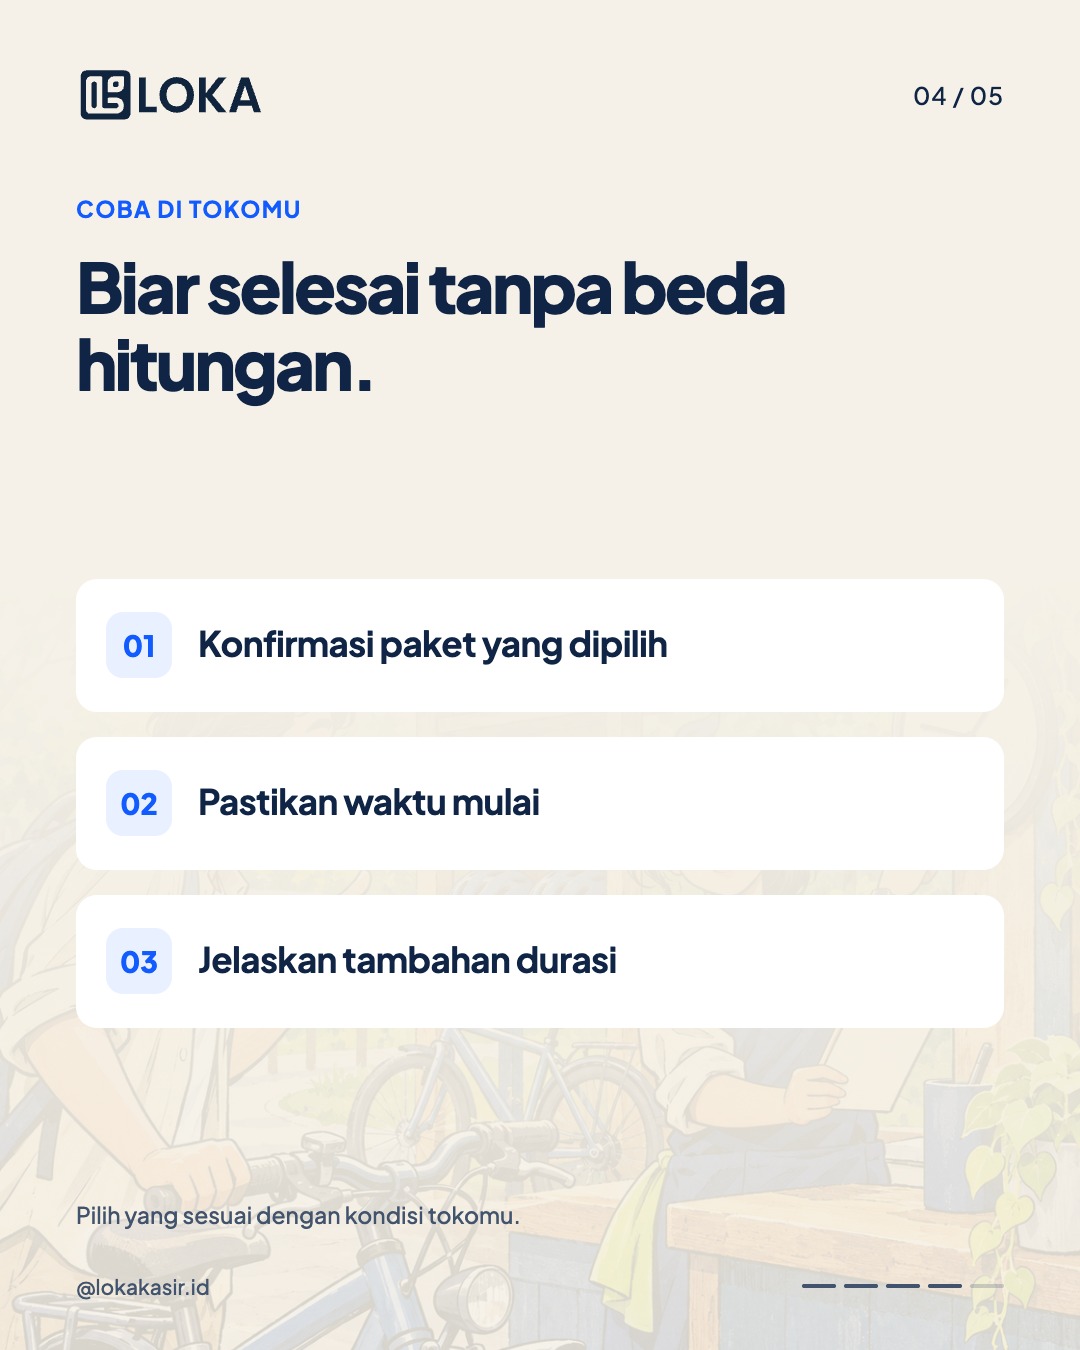 LOKA
04 / 05
COBA DI TOKOMU
Biar selesai tanpa beda
hitungan.
01 Konfirmasi paket yang dipilih
02 Pastikan waktu mulai
03 Jelaskan tambahan durasi
Pilih yang sesuai dengan kondisi tokomu.
@lokakasir.id